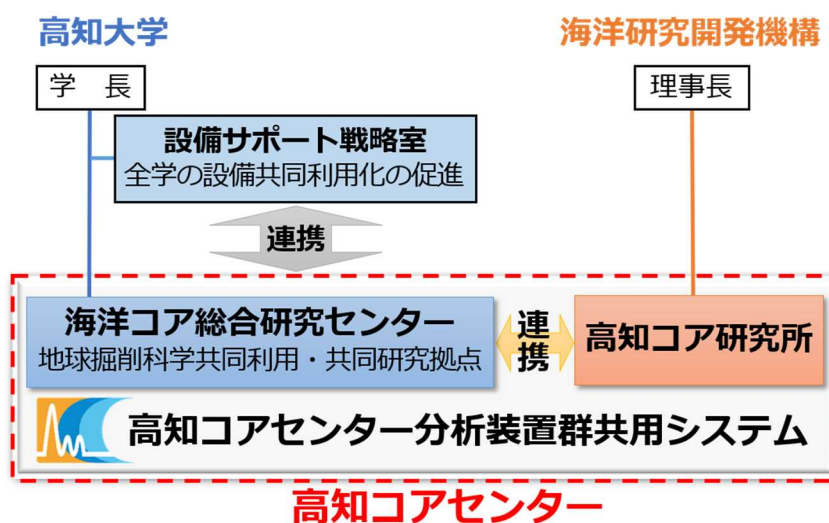 高知大学
海洋研究開発機構
学　長
理事長
設備サポート戦略室
全学の設備共同利用化の促進
連携
海洋コア総合研究センター
地球掘削科学共同利用・共同研究拠点
連
携
高知コア研究所
高知コアセンター分析装置群共用システム
高知コアセンター